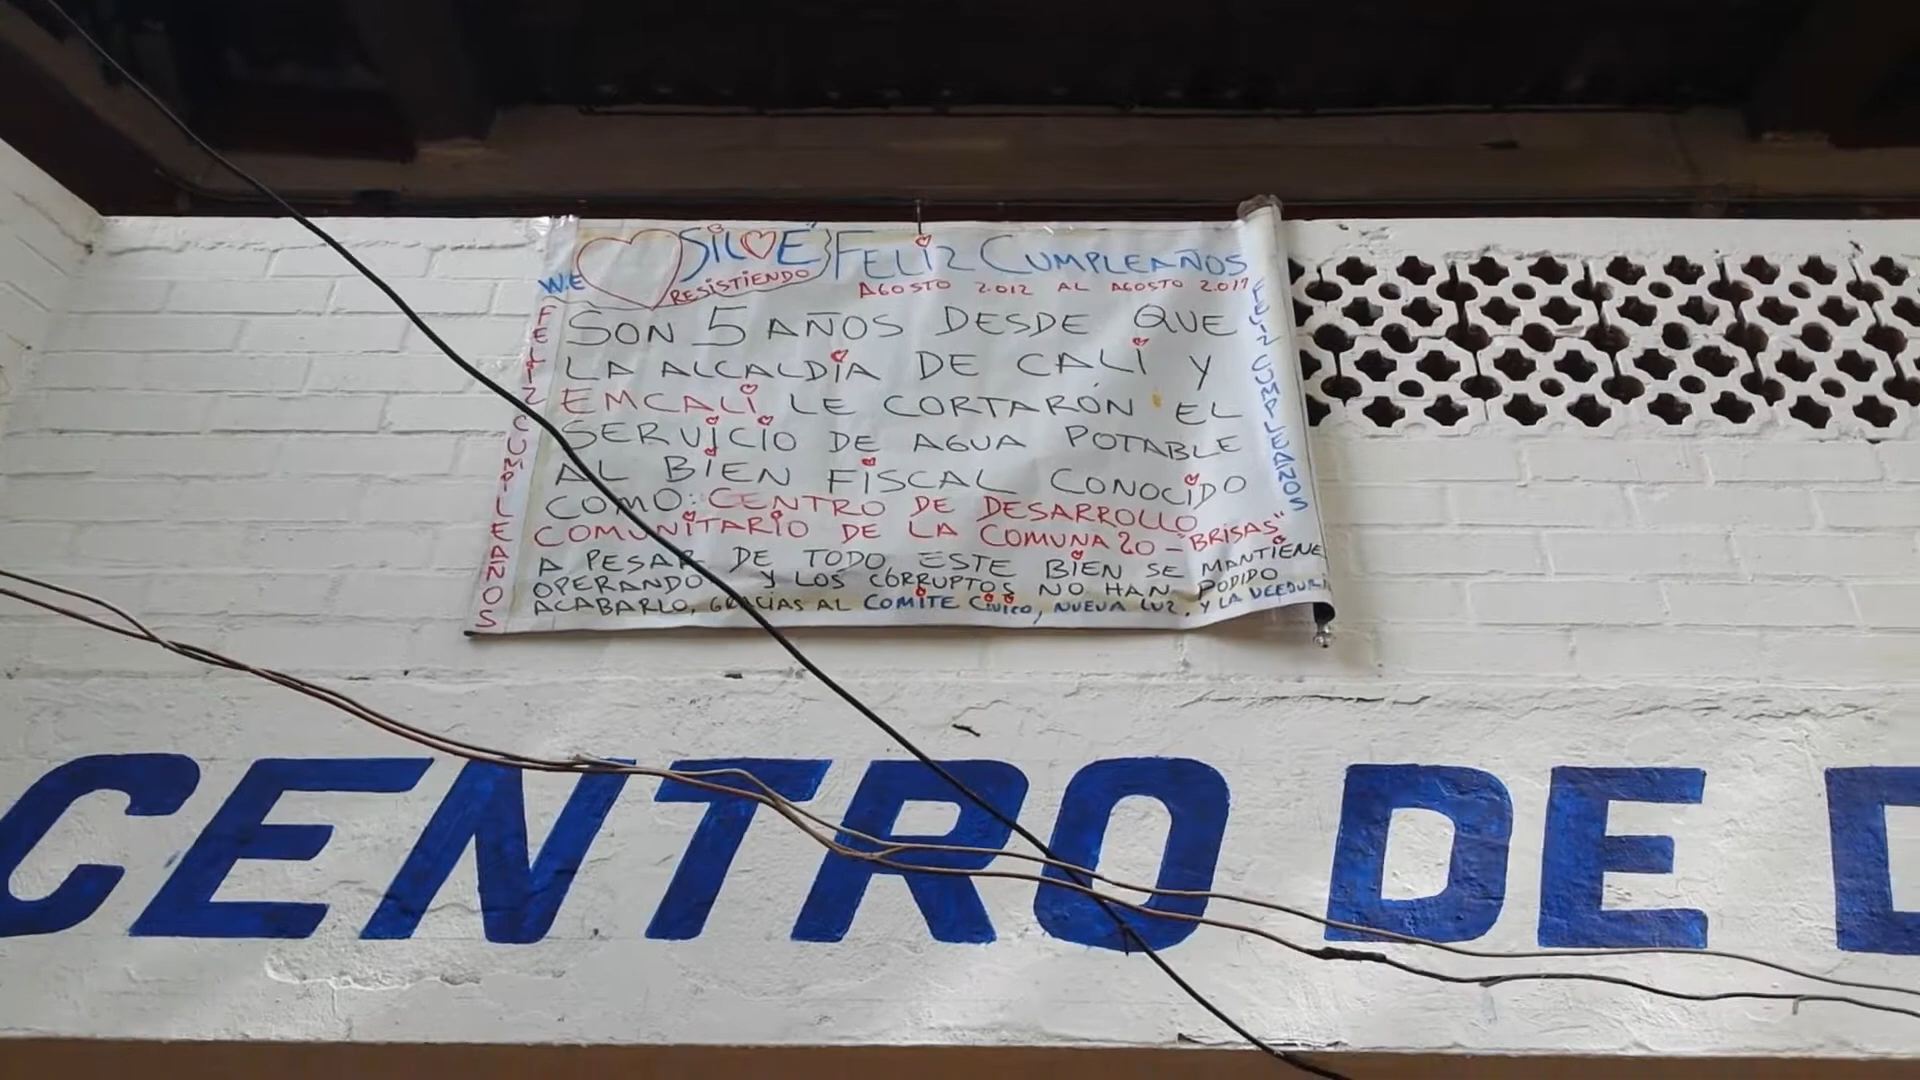 W.E SILOÉ FELIZ CUMPLEAÑOS
RESISTIENDO AGOSTO 2.012 AL AGOSTO 2.017
SON 5 AÑOS DESDE QUE
LA ALCALDIA DE CALI Y
EMCALI, LE CORTARÓN EL
SERVICIO DE AGUA POTABLE
AL BIEN FISCAL CONOCIDO
COMO: CENTRO DE DESARROLLO
COMUNITARIO DE LA COMUNA 20 - "BRISAS"
A PESAR DE TODO, ESTE BIEN SE MANTIENE
OPERANDO Y LOS CORRUPTOS NO HAN PODIDO
ACABARLO, GRACIAS AL COMITE CIVICO, NUEVA LUZ, Y LA VEEDURIA
FELIZ CUMPLEAÑOS
FELIZ CUMPLEAÑOS
CENTRO DE D